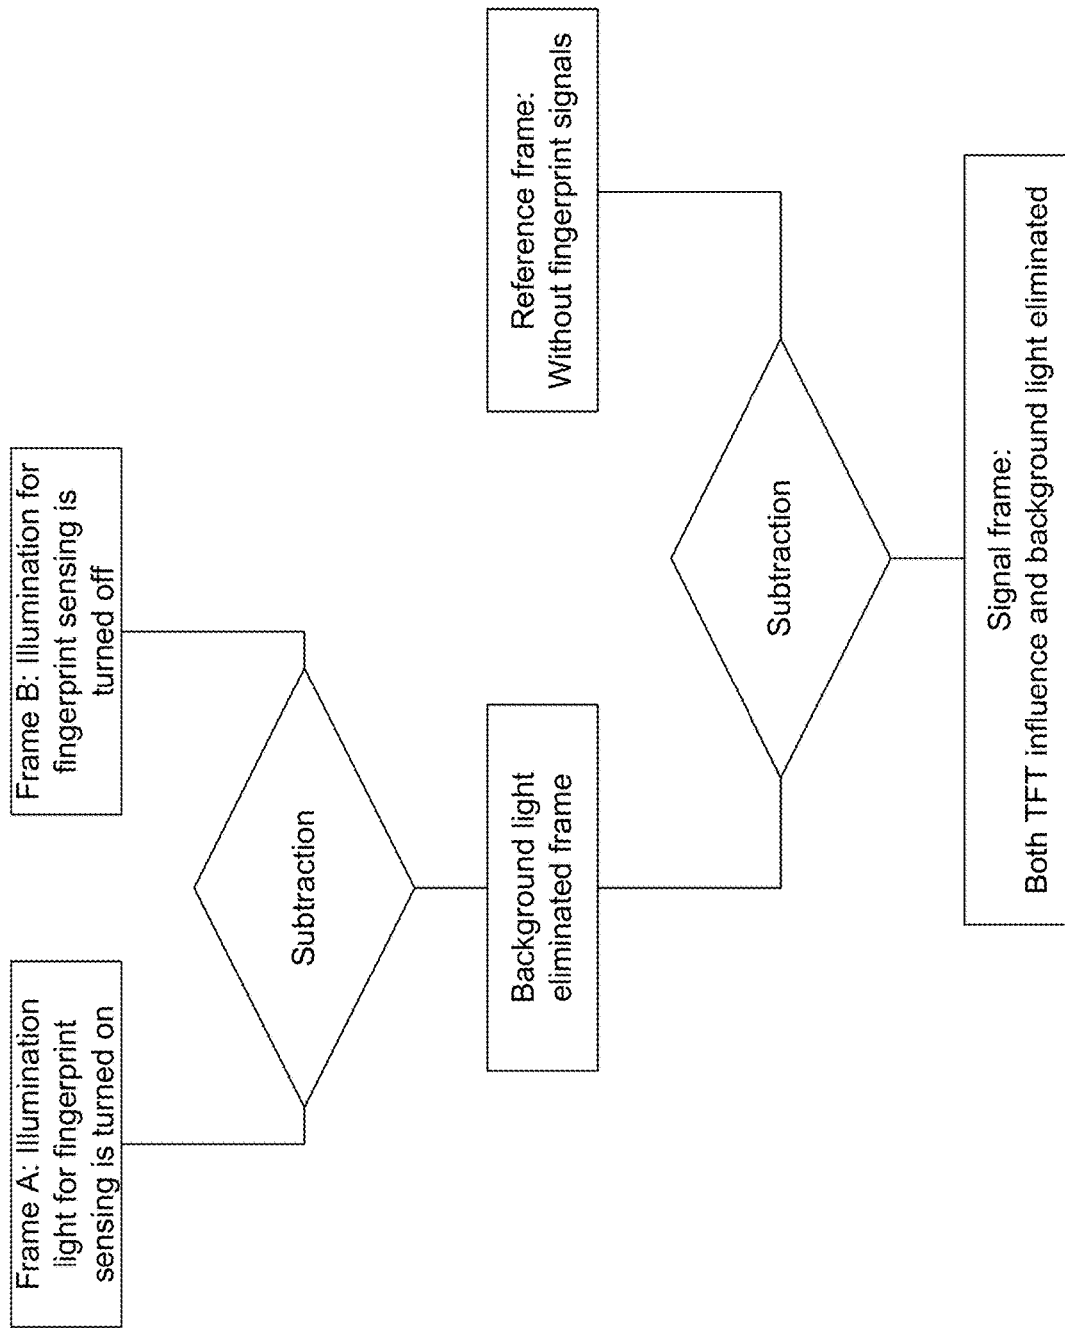 Frame A: Illumination
light for fingerprint
sensing is turned on
Frame B: Illumination for
fingerprint sensing is
turned off
Subtraction
Background light
eliminated frame
Reference frame:
Without fingerprint signals
Subtraction
Signal frame:
Both TFT influence and background light eliminated